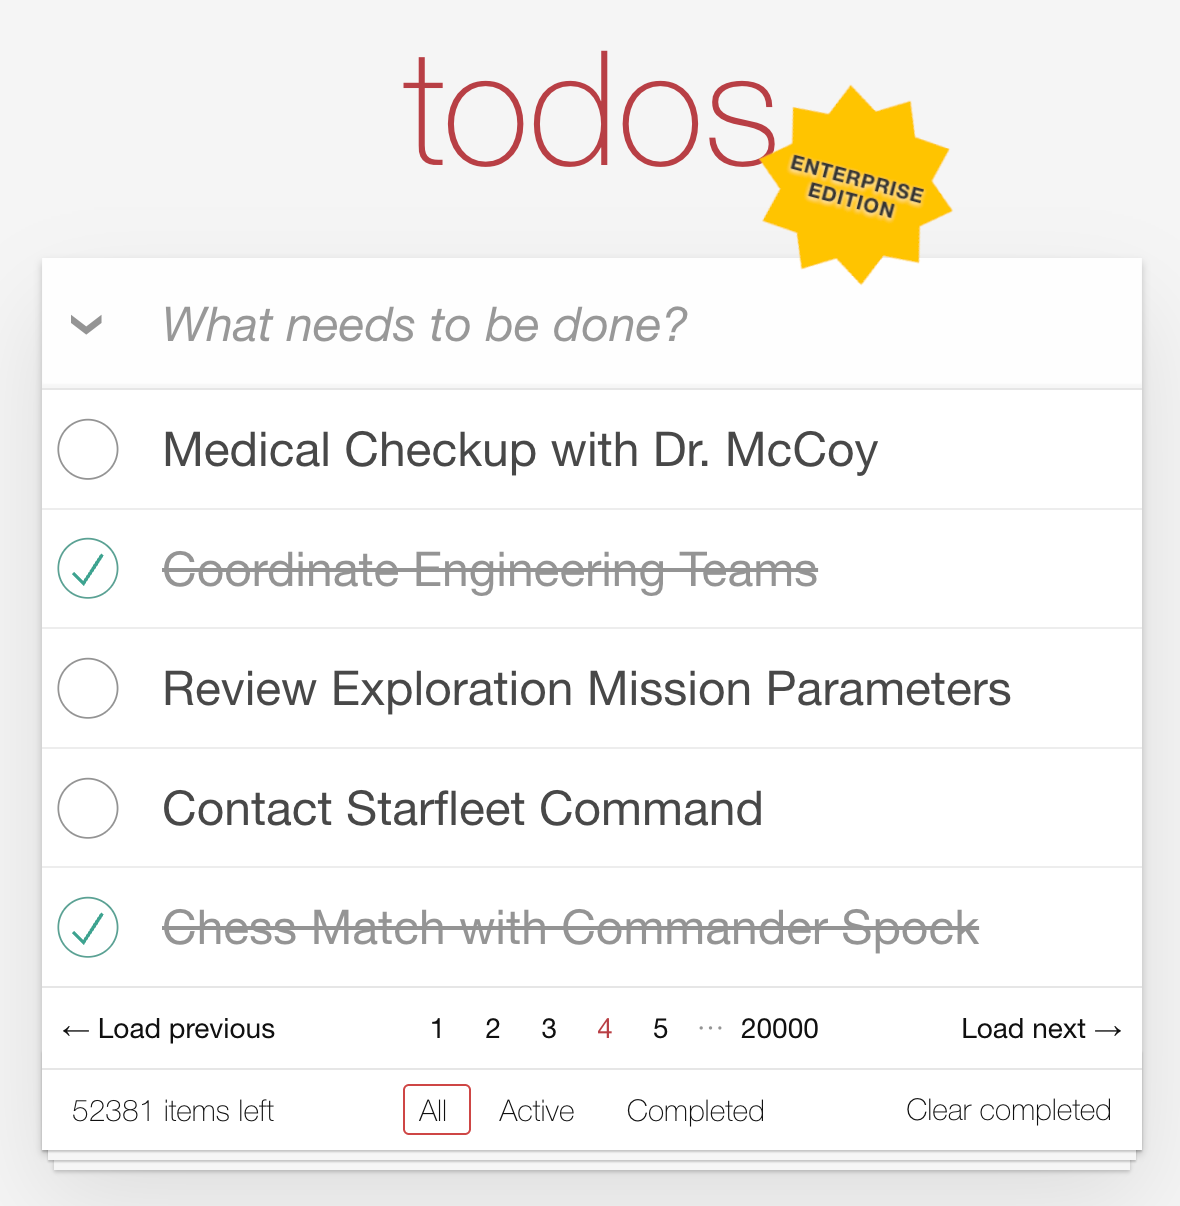 todos
ENTERPRISE
EDITION
What needs to be done?
Medical Checkup with Dr. McCoy
Coordinate Engineering Teams
Review Exploration Mission Parameters
Contact Starfleet Command
Chess Match with Commander Spock
← Load previous 1 2 3 4 5 ··· 20000 Load next →
52381 items left All Active Completed Clear completed